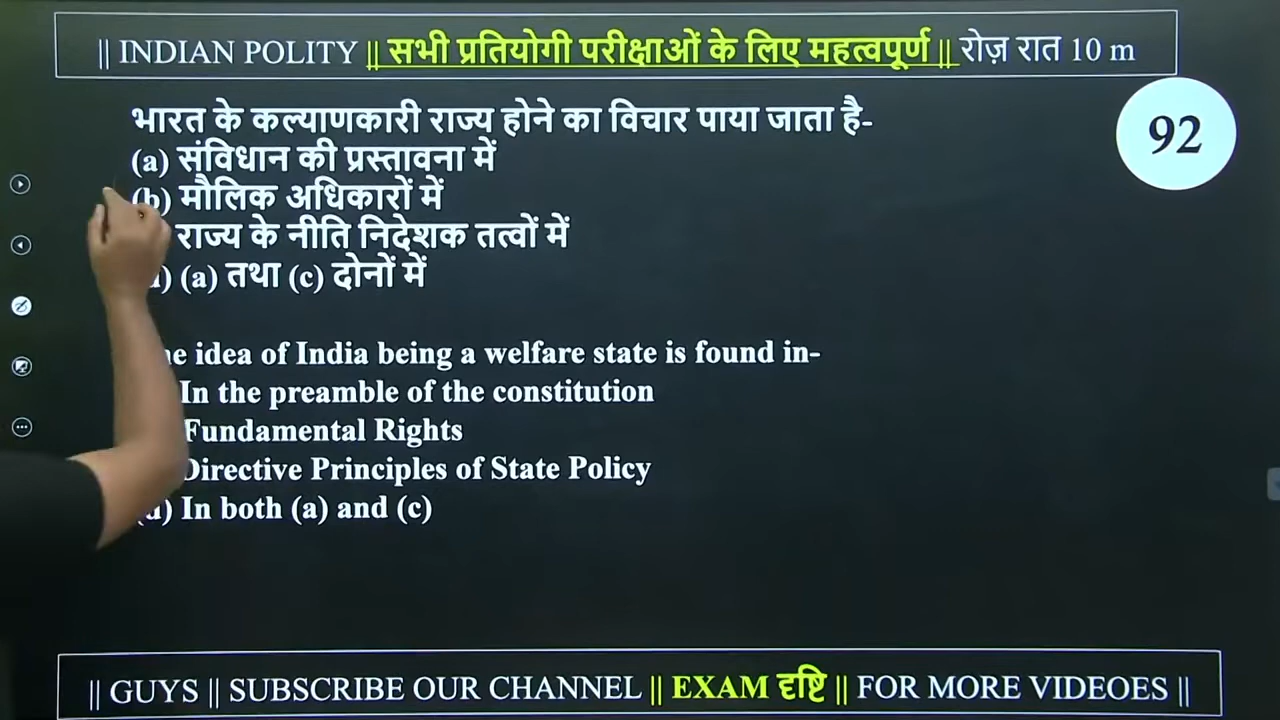 || INDIAN POLITY || सभी प्रतियोगी परीक्षाओं के लिए महत्वपूर्ण || रोज़ रात 10 m
92
भारत के कल्याणकारी राज्य होने का विचार पाया जाता है-
(a) संविधान की प्रस्तावना में
(b) मौलिक अधिकारों में
राज्य के नीति निदेशक तत्वों में
(a) तथा (c) दोनों में
idea of India being a welfare state is found in-
In the preamble of the constitution
Fundamental Rights
Directive Principles of State Policy
(d) In both (a) and (c)
|| GUYS || SUBSCRIBE OUR CHANNEL || EXAM दृष्टि || FOR MORE VIDEOES ||